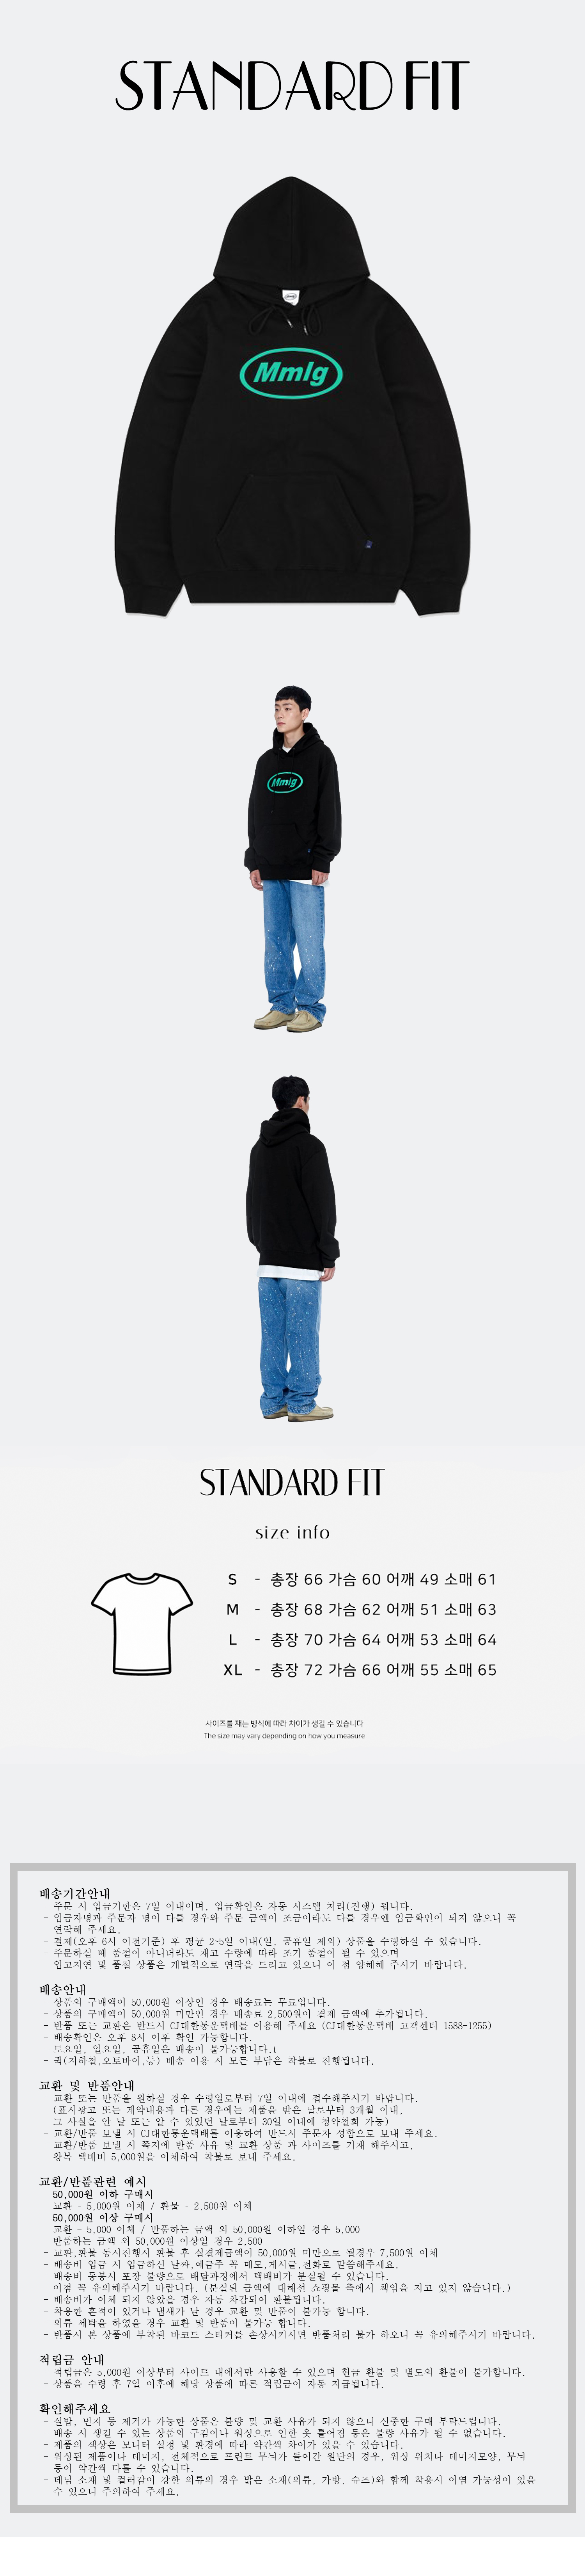 STANDARD FIT
Mmlg
Mmlg
STANDARD FIT
size info
S - 총장 66 가슴 60 어깨 49 소매 61
M - 총장 68 가슴 62 어깨 51 소매 63
L - 총장 70 가슴 64 어깨 53 소매 64
XL - 총장 72 가슴 66 어깨 55 소매 65
사이즈를 재는 방식에 따라 차이가 생길 수 있습니다
The size may vary depending on how you measure
배송기간안내
- 주문 시 입금기한은 7일 이내이며, 입금확인은 자동 시스템 처리(진행) 됩니다.
- 입금자명과 주문자 명이 다를 경우와 주문 금액이 조금이라도 다를 경우엔 입금확인이 되지 않으니 꼭
연락해 주세요.
- 결제(오후 6시 이전기준) 후 평균 2~5일 이내(일, 공휴일 제외) 상품을 수령하실 수 있습니다.
- 주문하실 때 품절이 아니더라도 재고 수량에 따라 조기 품절이 될 수 있으며
입고지연 및 품절 상품은 개별적으로 연락을 드리고 있으니 이 점 양해해 주시기 바랍니다.
배송안내
- 상품의 구매액이 50,000원 이상인 경우 배송료는 무료입니다.
- 상품의 구매액이 50,000원 미만인 경우 배송료 2,500원이 결제 금액에 추가됩니다.
- 반품 또는 교환은 반드시 CJ대한통운택배를 이용해 주세요 (CJ대한통운택배 고객센터 1588-1255)
- 배송확인은 오후 8시 이후 확인 가능합니다.
- 토요일, 일요일, 공휴일은 배송이 불가능합니다.t
- 퀵(지하철,오토바이,등) 배송 이용 시 모든 부담은 착불로 진행됩니다.
교환 및 반품안내
- 교환 또는 반품을 원하실 경우 수령일로부터 7일 이내에 접수해주시기 바랍니다.
(표시광고 또는 계약내용과 다른 경우에는 제품을 받은 날로부터 3개월 이내,
그 사실을 안 날 또는 알 수 있었던 날로부터 30일 이내에 청약철회 가능)
- 교환/반품 보낼 시 CJ대한통운택배를 이용하여 반드시 주문자 성함으로 보내 주세요.
- 교환/반품 보낼 시 쪽지에 반품 사유 및 교환 상품 과 사이즈를 기재 해주시고,
왕복 택배비 5,000원을 이체하여 착불로 보내 주세요.
교환/반품관련 예시
50,000원 이하 구매시
교환 - 5,000원 이체 / 환불 - 2,500원 이체
50,000원 이상 구매시
교환 - 5,000 이체 / 반품하는 금액 외 50,000원 이하일 경우 5,000
반품하는 금액 외 50,000원 이상일 경우 2,500
- 교환,환불 동시진행시 환불 후 실결제금액이 50,000원 미만으로 될경우 7,500원 이체
- 배송비 입금 시 입금하신 날짜,예금주 꼭 메모,게시글,전화로 말씀해주세요.
- 배송비 동봉시 포장 불량으로 배달과정에서 택배비가 분실될 수 있습니다.
이점 꼭 유의해주시기 바랍니다. (분실된 금액에 대해선 쇼핑몰 측에서 책임을 지고 있지 않습니다.)
- 배송비가 이체 되지 않았을 경우 자동 차감되어 환불됩니다.
- 착용한 흔적이 있거나 냄새가 날 경우 교환 및 반품이 불가능 합니다.
- 의류 세탁을 하였을 경우 교환 및 반품이 불가능 합니다.
- 반품시 본 상품에 부착된 바코드 스티커를 손상시키시면 반품처리 불가 하오니 꼭 유의해주시기 바랍니다.
적립금 안내
- 적립금은 5,000원 이상부터 사이트 내에서만 사용할 수 있으며 현금 환불 및 별도의 환불이 불가합니다.
- 상품을 수령 후 7일 이후에 해당 상품에 따른 적립금이 자동 지급됩니다.
확인해주세요
- 실밥, 먼지 등 제거가 가능한 상품은 불량 및 교환 사유가 되지 않으니 신중한 구매 부탁드립니다.
- 배송 시 생길 수 있는 상품의 구김이나 워싱으로 인한 옷 틀어짐 등은 불량 사유가 될 수 없습니다.
- 제품의 색상은 모니터 설정 및 환경에 따라 약간씩 차이가 있을 수 있습니다.
- 워싱된 제품이나 데미지, 전체적으로 프린트 무늬가 들어간 원단의 경우, 워싱 위치나 데미지모양, 무늬
등이 약간씩 다를 수 있습니다.
- 데님 소재 및 컬러감이 강한 의류의 경우 밝은 소재(의류, 가방, 슈즈)와 함께 착용시 이염 가능성이 있을
수 있으니 주의하여 주세요.